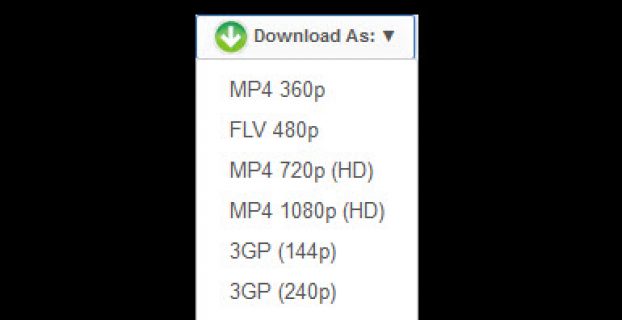 Download As: ▼
MP4 360p
FLV 480p
MP4 720p (HD)
MP4 1080p (HD)
3GP (144p)
3GP (240p)